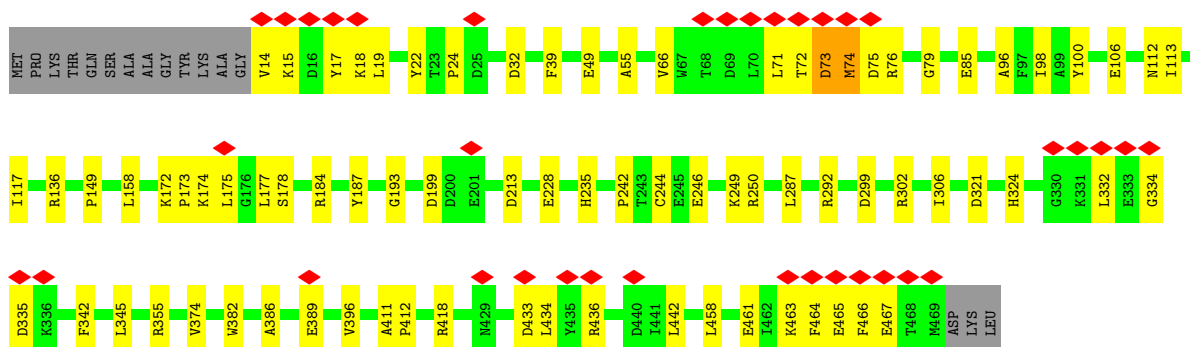 MET PRO LYS THR GLN SER ALA ALA GLY TYR LYS ALA GLY V14 K15 D16 Y17 K18 L19 Y22 T23 P24 D25 D32 F39 E49 A55 V66 W67 T68 D69 L70 L71 T72 D73 M74 D75 R76 G79 E85 A96 F97 I98 A99 Y100 E106 N112 I113
I117 R136 P149 L158 K172 P173 K174 L175 G176 L177 S178 R184 Y187 G193 D199 D200 E201 D213 E228 H235 P242 T243 C244 E245 E246 K249 R250 L287 R292 D299 R302 I306 D321 H324 G330 K331 L332 E333 G334
D335 K336 F342 L345 R355 V374 W382 A386 E389 V396 A411 P412 R418 N429 D433 L434 Y435 R436 D440 I441 L442 L458 E461 I462 K463 F464 E465 F466 E467 T468 M469 ASP LYS LEU